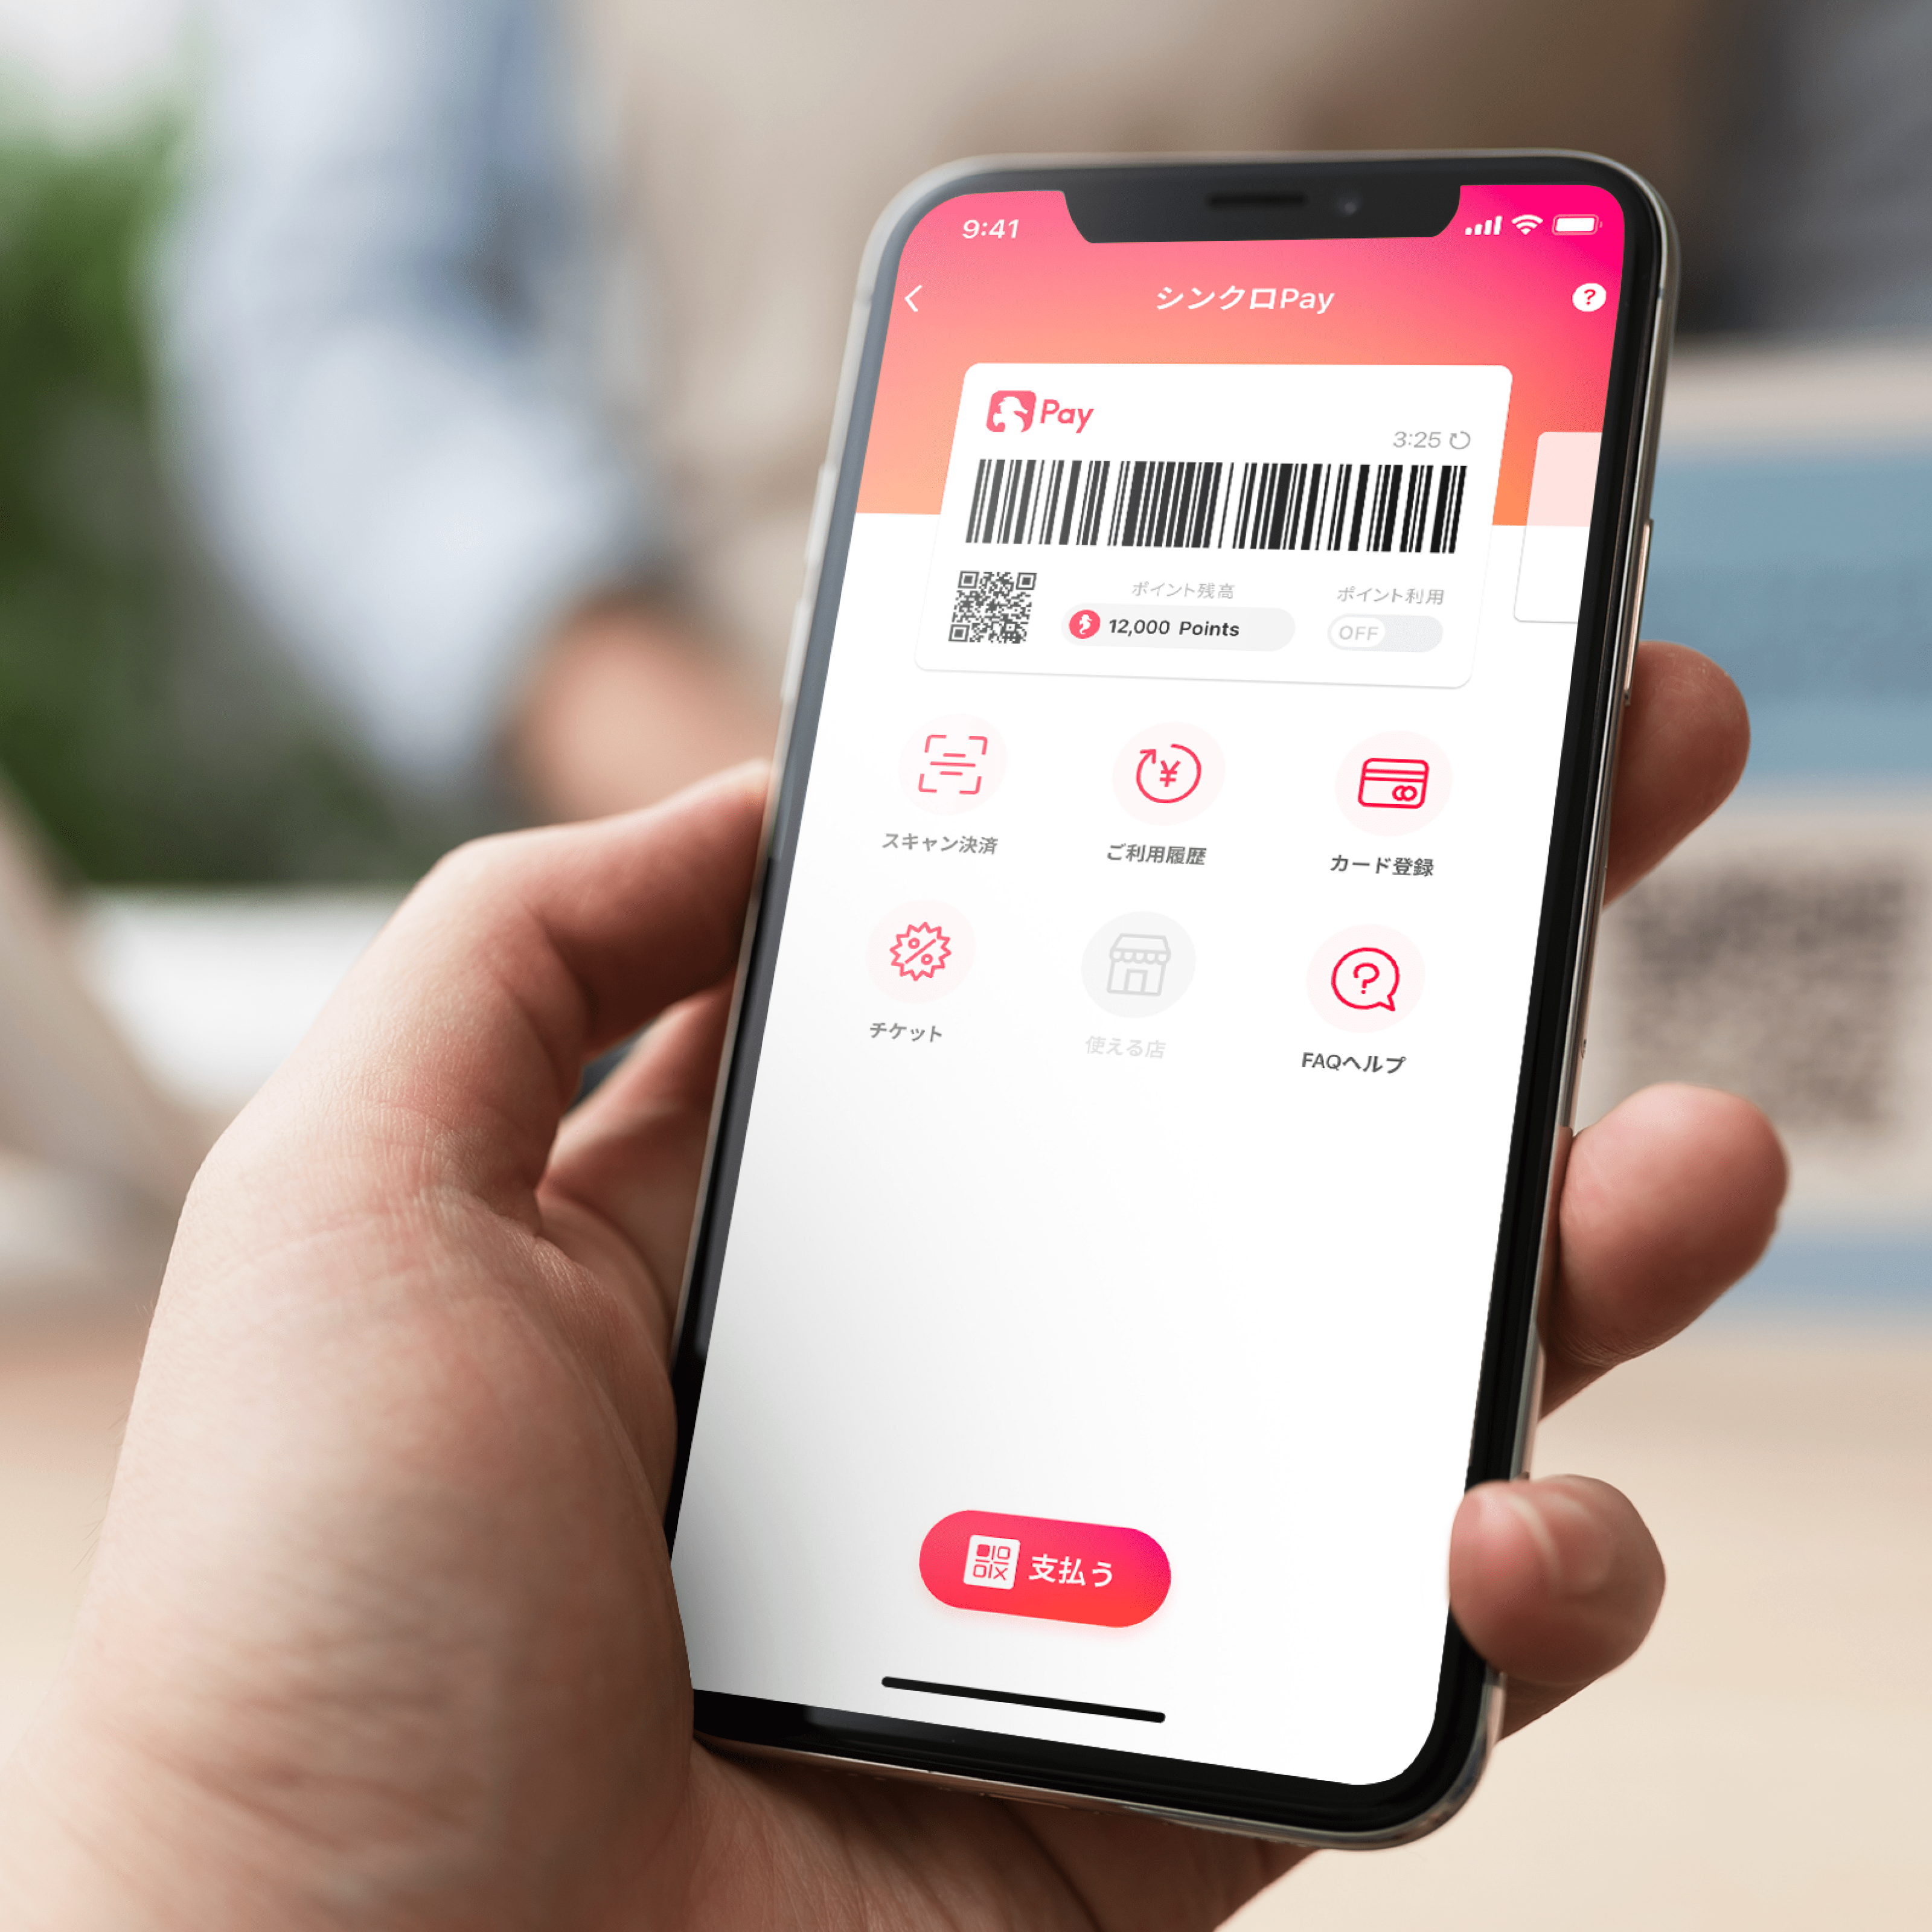 9:41
シンクロPay
?
Pay
3:25
ポイント残高
ポイント利用
12,000 Points
OFF
スキャン決済
ご利用履歴
カード登録
チケット
使える店
FAQヘルプ
支払う